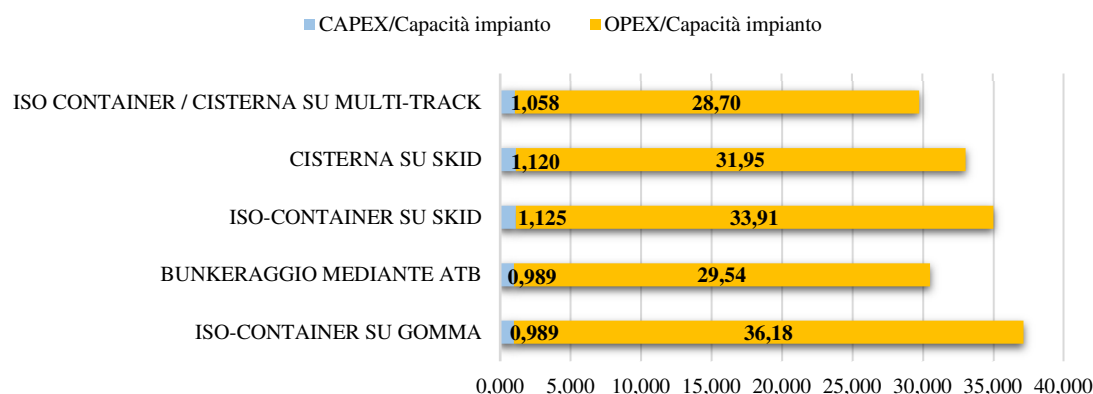 CAPEX/Capacità impianto OPEX/Capacità impianto
ISO CONTAINER / CISTERNA SU MULTI-TRACK 1,058 28,70
CISTERNA SU SKID 1,120 31,95
ISO-CONTAINER SU SKID 1,125 33,91
BUNKERAGGIO MEDIANTE ATB 0,989 29,54
ISO-CONTAINER SU GOMMA 0,989 36,18
0,000 5,000 10,000 15,000 20,000 25,000 30,000 35,000 40,000